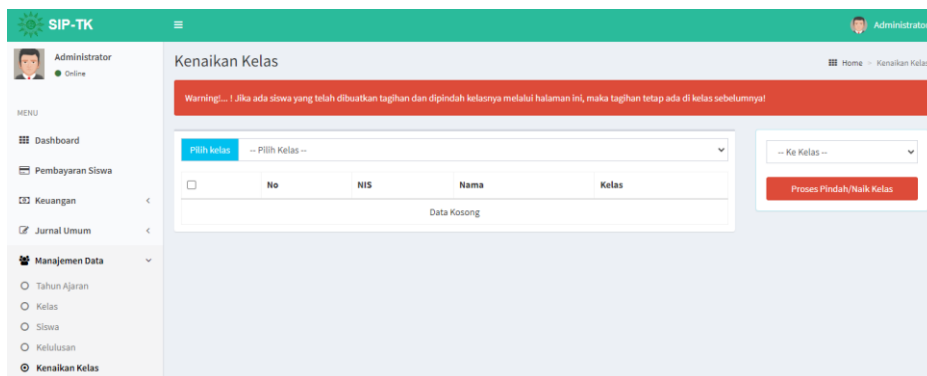 SIP-TK
Administrator
Administrator
Online
Kenaikan Kelas
Home > Kenaikan Kelas
Warning!... ! Jika ada siswa yang telah dibuatkan tagihan dan dipindah kelasnya melalui halaman ini, maka tagihan tetap ada di kelas sebelumnya!
MENU
Dashboard
Pembayaran Siswa
Keuangan
Jurnal Umum
Manajemen Data
Tahun Ajaran
Kelas
Siswa
Kelulusan
Kenaikan Kelas
Pilih kelas
-- Pilih Kelas --
No NIS Nama Kelas
Data Kosong
-- Ke Kelas --
Proses Pindah/Naik Kelas